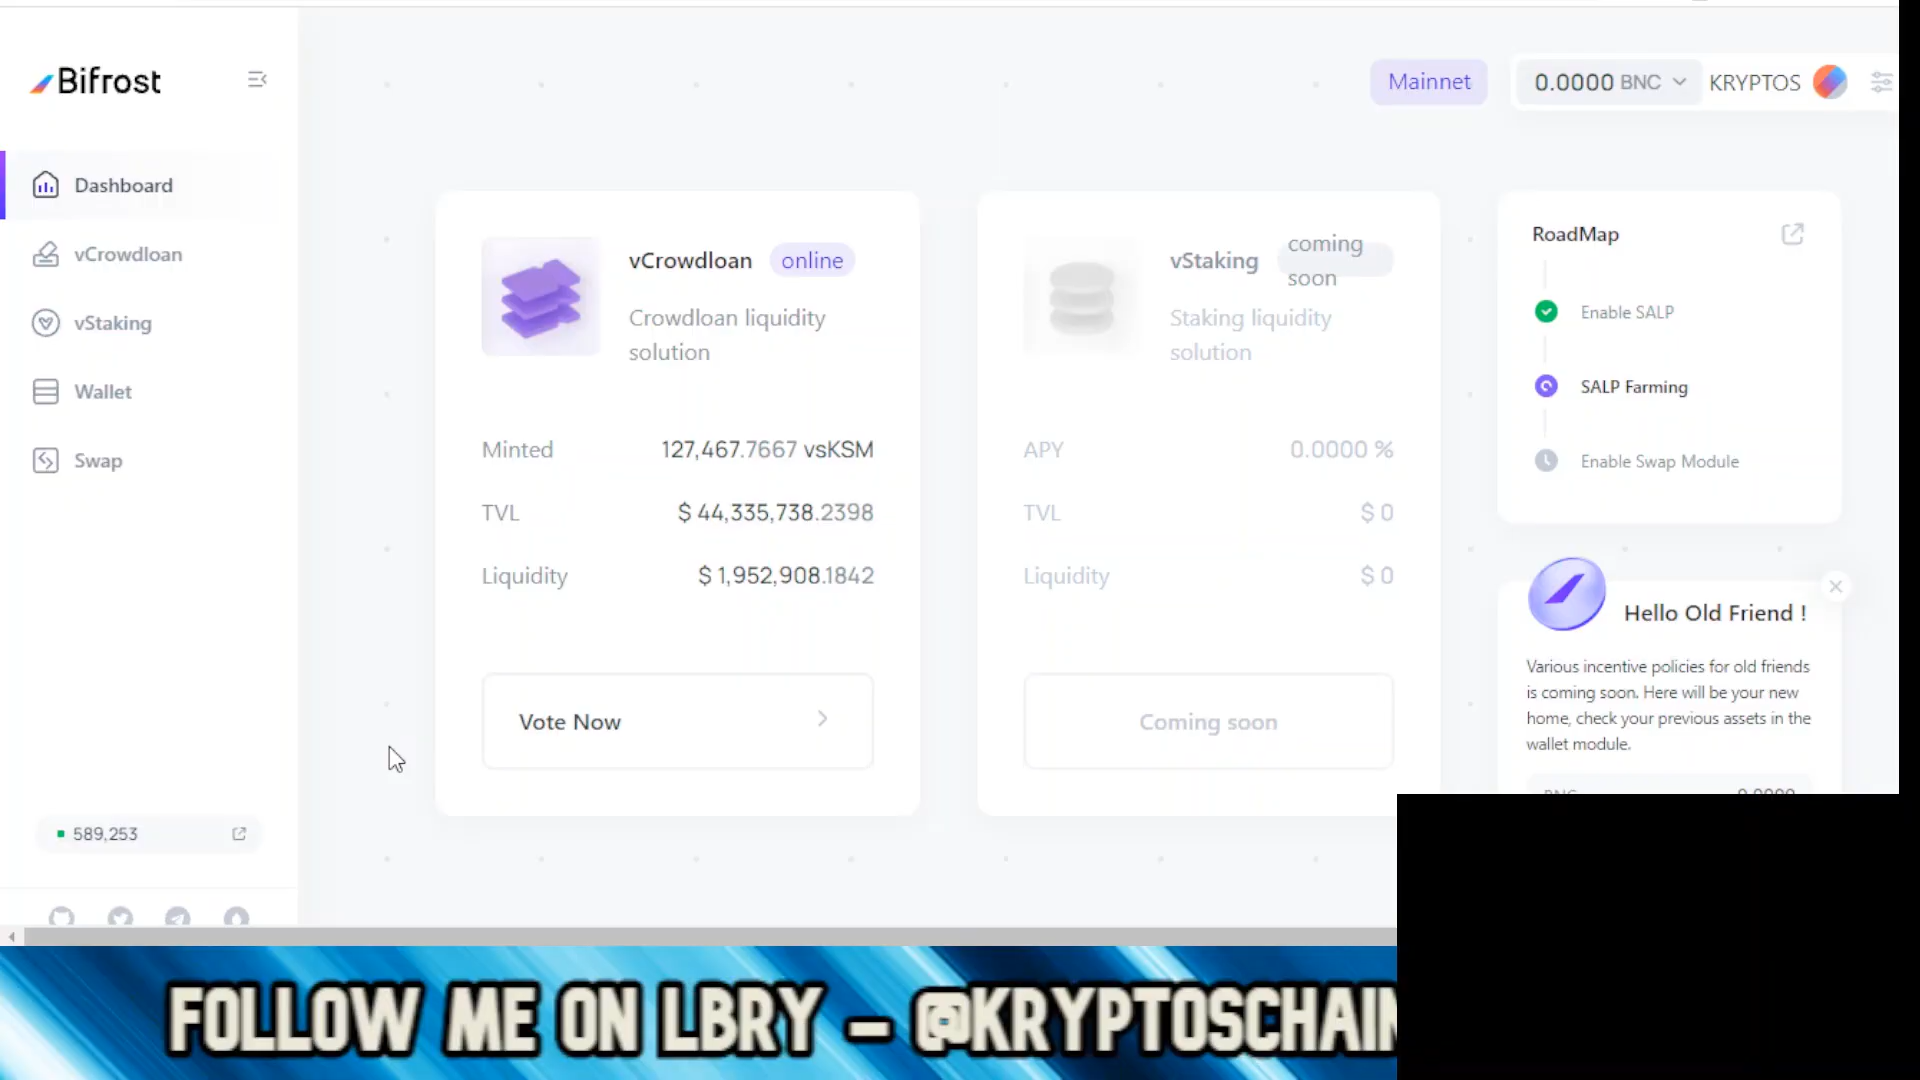 Bifrost
Mainnet
0.0000 BNC
KRYPTOS
Dashboard
vCrowdloan
vStaking
Wallet
Swap
589,253
vCrowdloan online
Crowdloan liquidity
solution
Minted 127,467.7667 vsKSM
TVL $ 44,335,738.2398
Liquidity $ 1,952,908.1842
Vote Now
vStaking coming soon
Staking liquidity
solution
APY 0.0000 %
TVL $ 0
Liquidity $ 0
Coming soon
RoadMap
Enable SALP
SALP Farming
Enable Swap Module
Hello Old Friend !
Various incentive policies for old friends
is coming soon. Here will be your new
home, check your previous assets in the
wallet module.
BNC 0.0000
FOLLOW ME ON LBRY – @KRYPTOSCHAIN